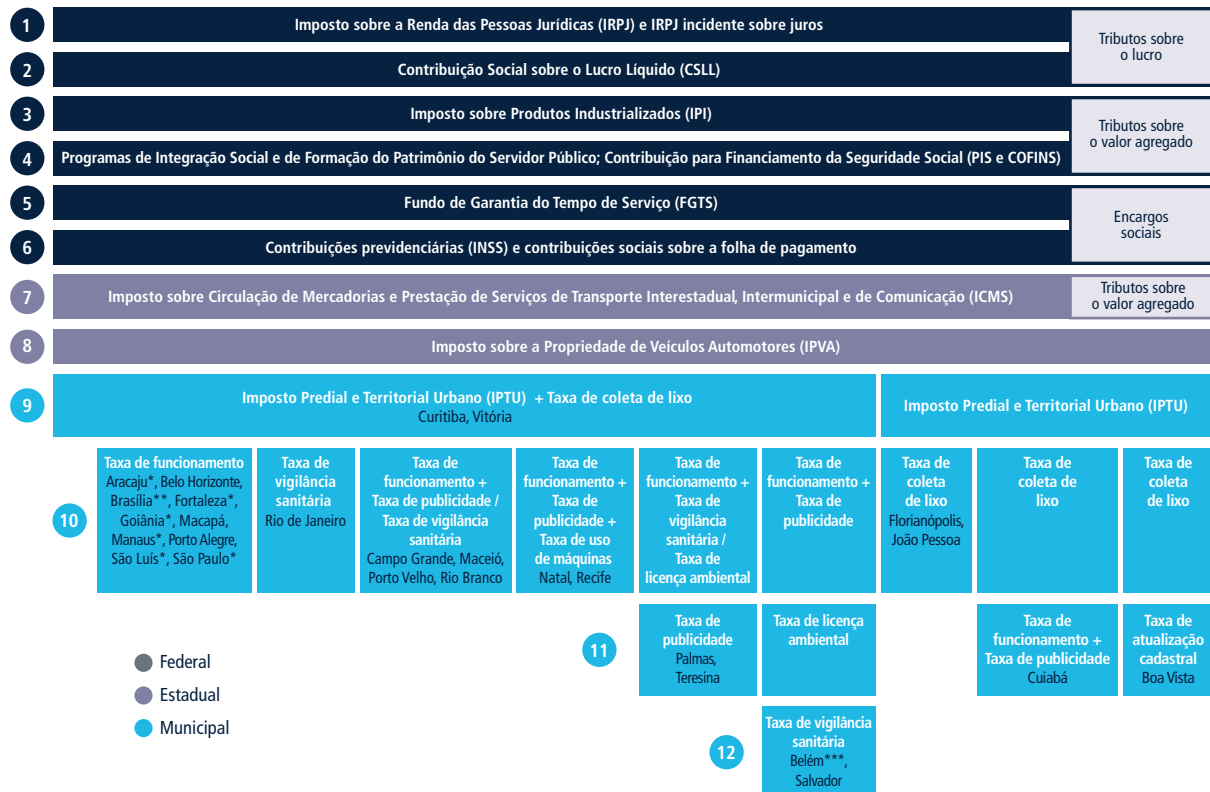 1
Imposto sobre a Renda das Pessoas Jurídicas (IRPJ) e IRPJ incidente sobre juros
Tributos sobre
o lucro
2
Contribuição Social sobre o Lucro Líquido (CSLL)
3
Imposto sobre Produtos Industrializados (IPI)
Tributos sobre
o valor agregado
4
Programas de Integração Social e de Formação do Patrimônio do Servidor Público; Contribuição para Financiamento da Seguridade Social (PIS e COFINS)
5
Fundo de Garantia do Tempo de Serviço (FGTS)
Encargos
sociais
6
Contribuições previdenciárias (INSS) e contribuições sociais sobre a folha de pagamento
7
Imposto sobre Circulação de Mercadorias e Prestação de Serviços de Transporte Interestadual, Intermunicipal e de Comunicação (ICMS)
Tributos sobre
o valor agregado
8
Imposto sobre a Propriedade de Veículos Automotores (IPVA)
9
Imposto Predial e Territorial Urbano (IPTU) + Taxa de coleta de lixo
Curitiba, Vitória
Imposto Predial e Territorial Urbano (IPTU)
10
Taxa de funcionamento
Aracaju*, Belo Horizonte,
Brasília**, Fortaleza*,
Goiânia*, Macapá,
Manaus*, Porto Alegre,
São Luís*, São Paulo*
Taxa de
vigilância
sanitária
Rio de Janeiro
Taxa de
funcionamento +
Taxa de publicidade /
Taxa de vigilância
sanitária
Campo Grande, Maceió,
Porto Velho, Rio Branco
Taxa de
funcionamento +
Taxa de
publicidade +
Taxa de uso
de máquinas
Natal, Recife
Taxa de
funcionamento +
Taxa de
vigilância
sanitária /
Taxa de
licença ambiental
Taxa de
funcionamento +
Taxa de
publicidade
Taxa de
coleta
de lixo
Florianópolis,
João Pessoa
Taxa de
coleta de
lixo
Taxa de
coleta
de lixo
11
Taxa de
publicidade
Palmas,
Teresina
Taxa de licença
ambiental
Taxa de
funcionamento +
Taxa de publicidade
Cuiabá
Taxa de
atualização
cadastral
Boa Vista
12
Taxa de vigilância
sanitária
Belém***,
Salvador
Federal
Estadual
Municipal